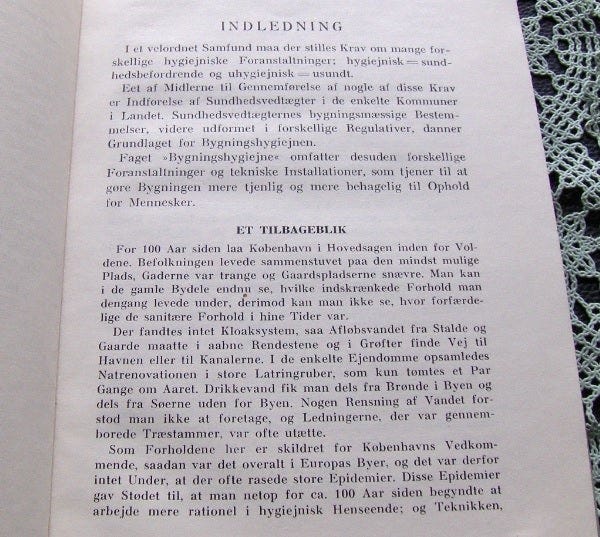 INDLEDNING
I et velordnet Samfund maa der stilles Krav om mange for-
skellige hygiejniske Foranstaltninger; hygiejnisk = sund-
hedsbefordrende og uhygiejnisk = usundt.
Eet af Midlerne til Gennemførelse af nogle af disse Krav
er Indførelse af Sundhedsvedtægter i de enkelte Kommuner
i Landet. Sundhedsvedtægternes bygningsmæssige Bestem-
melser, videre udformet i forskellige Regulativer, danner
Grundlaget for Bygningshygiejnen.
Faget »Bygningshygiejne« omfatter desuden forskellige
Foranstaltninger og tekniske Installationer, som tjener til at
gøre Bygningen mere tjenlig og mere behagelig til Ophold
for Mennesker.
ET TILBAGEBLIK
For 100 Aar siden laa København i Hovedsagen inden for Vol-
dene. Befolkningen levede sammenstuvet paa den mindst mulige
Plads, Gaderne var trange og Gaardspladserne snævre. Man kan
i de gamle Bydele endnu se, hvilke indskrænkede Forhold man
dengang levede under, derimod kan man ikke se, hvor forfærde-
lige de sanitære Forhold i hine Tider var.
Der fandtes intet Kloaksystem, saa Afløbsvandet fra Stalde og
Gaarde maatte i aabne Rendestene og i Grøfter finde Vej til
Havnen eller til Kanalerne. I de enkelte Ejendomme opsamledes
Natrenovationen i store Latringruber, som kun tømtes et Par
Gange om Aaret. Drikkevand fik man dels fra Brønde i Byen og
dels fra Søerne uden for Byen. Nogen Rensning af Vandet for-
stod man ikke at foretage, og Ledningerne, der var gennem-
borede Træstammer, var ofte utætte.
Som Forholdene her er skildret for Københavns Vedkom-
mende, saadan var det overalt i Europas Byer, og det var derfor
intet Under, at der ofte rasede store Epidemier. Disse Epidemier
gav Stødet til, at man netop for ca. 100 Aar siden begyndte at
arbejde mere rationel i hygiejnisk Henseende; og Teknikken,